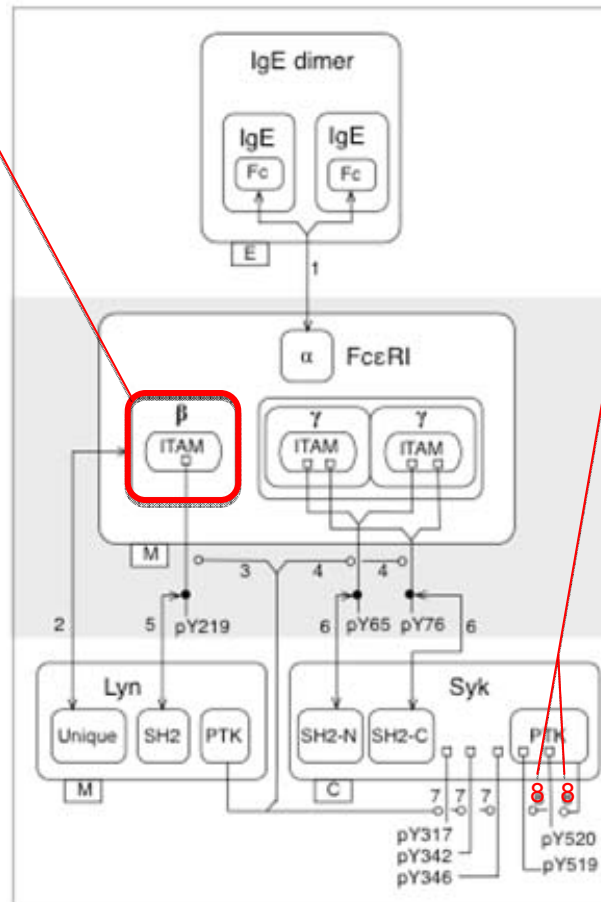 IgE dimer
IgE IgE
Fc Fc
E
1
α FcεRI
β γ γ
ITAM ITAM ITAM
M
3 4 4
2 5 pY219 6 pY65 pY76 6
Lyn Syk
Unique SH2 PTK SH2-N SH2-C PTK
M C
7 7 7 8 8
pY317 pY520
pY342 pY519
pY346